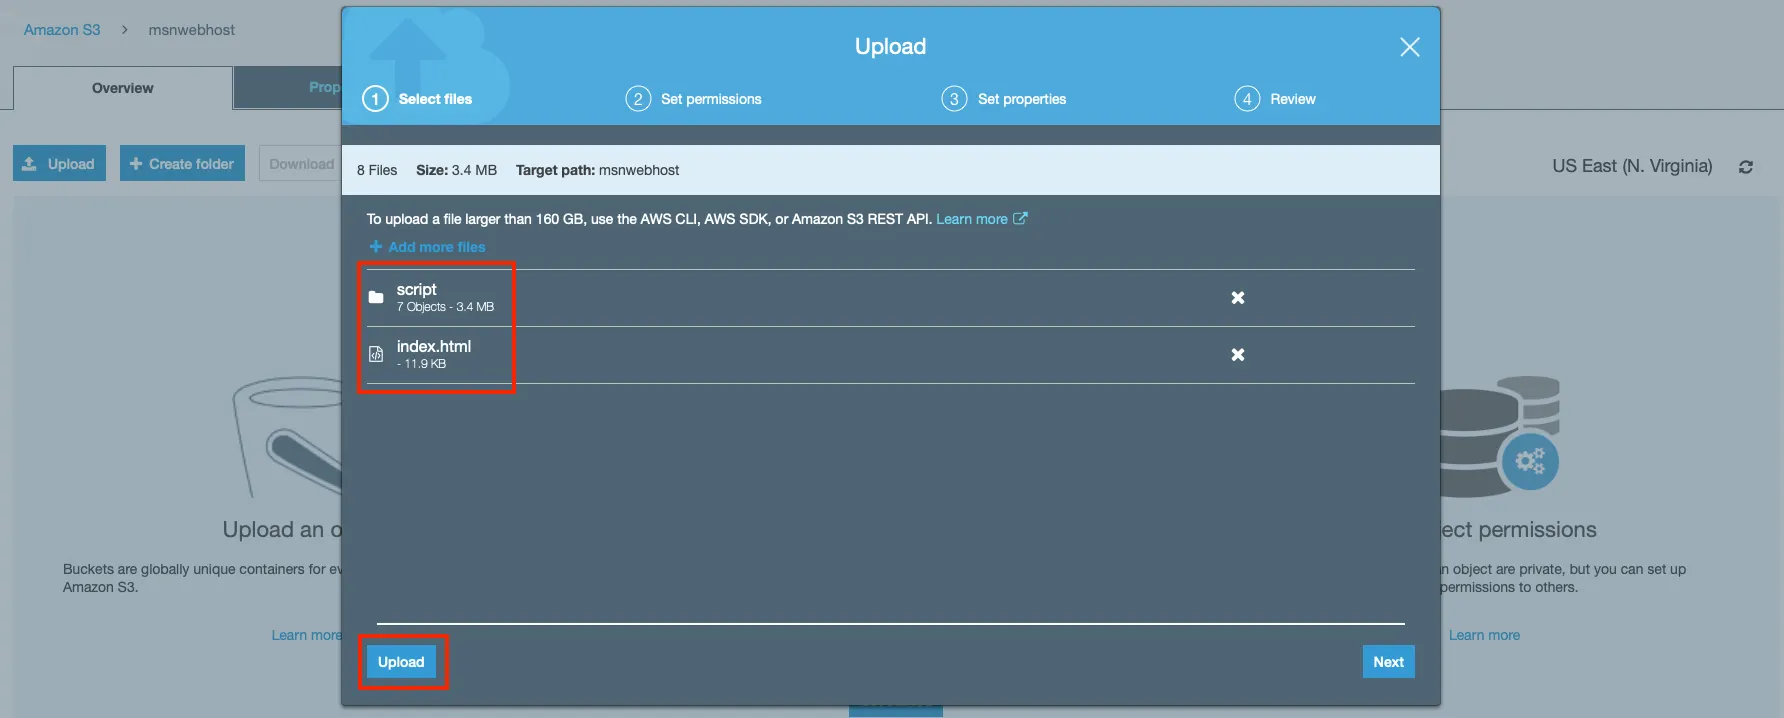 Amazon S3 > msnwebhost
Overview
Upload
Create folder
Download
US East (N. Virginia)
Upload
1 Select files
2 Set permissions
3 Set properties
4 Review
8 Files Size: 3.4 MB Target path: msnwebhost
To upload a file larger than 160 GB, use the AWS CLI, AWS SDK, or Amazon S3 REST API. Learn more
Add more files
script
7 Objects - 3.4 MB
index.html
- 11.9 KB
Upload
Next
Upload an
Buckets are globally unique containers for
Amazon S3.
Learn more
permissions
object are private, but you can set up
permissions to others.
Learn more